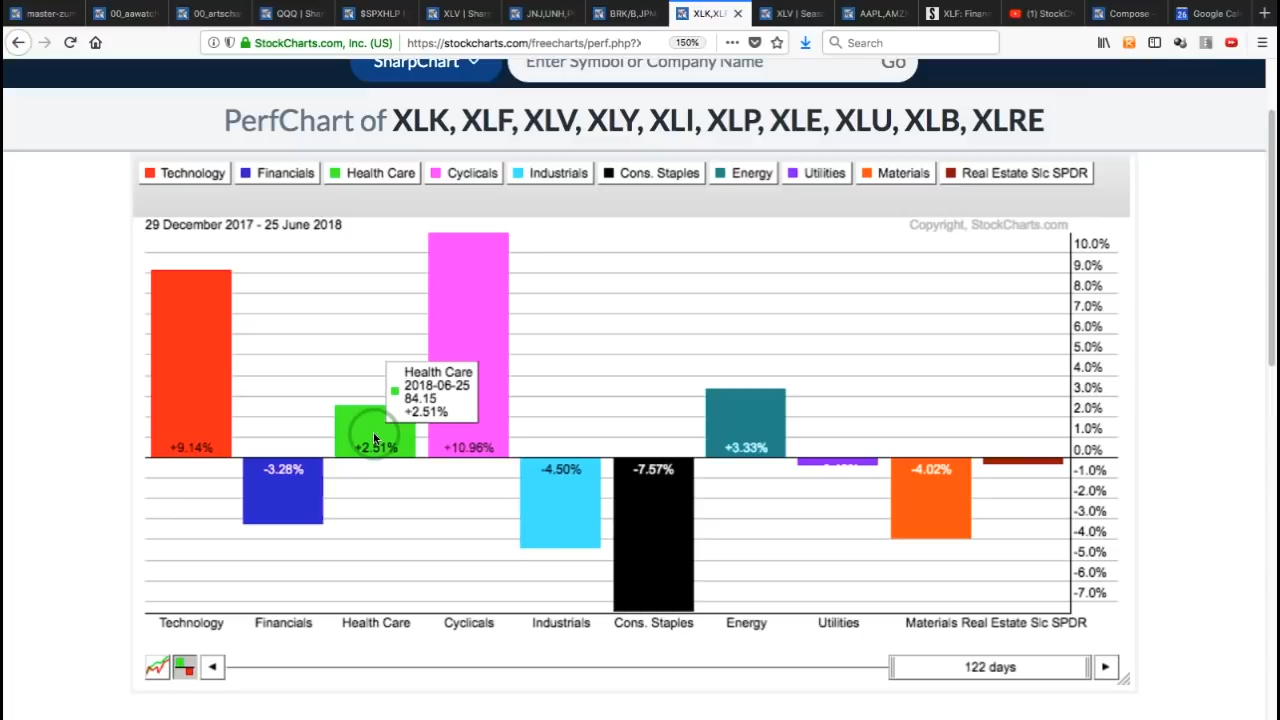 master-zum
00_aawatc
00_artschar
QQQ | Shar
$SPXHLP |
XLV | Share
JNJ,UNH,P
BRK/B,JPM
XLK,XLF
XLV | Seas
AAPL,AMZ
XLF: Finan
StockCh
Compose
Google Cal
StockCharts.com, Inc. (US)
https://stockcharts.com/freecharts/perf.php?X
150%
Search
SharpChart
Enter Symbol or Company Name
Go
PerfChart of XLK, XLF, XLV, XLY, XLI, XLP, XLE, XLU, XLB, XLRE
Technology Financials Health Care Cyclicals Industrials Cons. Staples Energy Utilities Materials Real Estate Slc SPDR
29 December 2017 - 25 June 2018
Copyright, StockCharts.com
10.0%
9.0%
8.0%
7.0%
6.0%
5.0%
4.0%
3.0%
2.0%
1.0%
0.0%
-1.0%
-2.0%
-3.0%
-4.0%
-5.0%
-6.0%
-7.0%
Health Care
2018-06-25
84.15
+2.51%
+9.14%
-3.28%
+2.51%
+10.96%
-4.50%
-7.57%
+3.33%
-4.02%
Technology Financials Health Care Cyclicals Industrials Cons. Staples Energy Utilities Materials Real Estate Slc SPDR
122 days